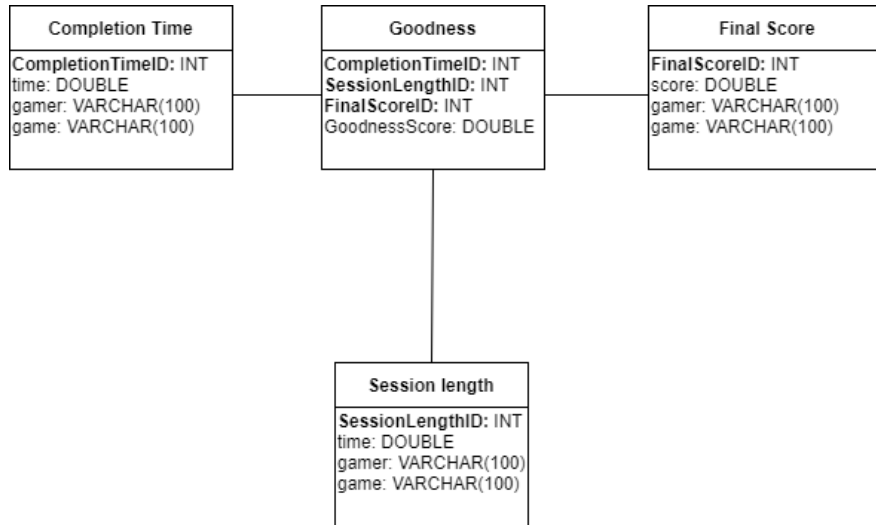 Completion Time
CompletionTimeID: INT
time: DOUBLE
gamer: VARCHAR(100)
game: VARCHAR(100)
Goodness
CompletionTimeID: INT
SessionLengthID: INT
FinalScoreID: INT
GoodnessScore: DOUBLE
Final Score
FinalScoreID: INT
score: DOUBLE
gamer: VARCHAR(100)
game: VARCHAR(100)
Session length
SessionLengthID: INT
time: DOUBLE
gamer: VARCHAR(100)
game: VARCHAR(100)